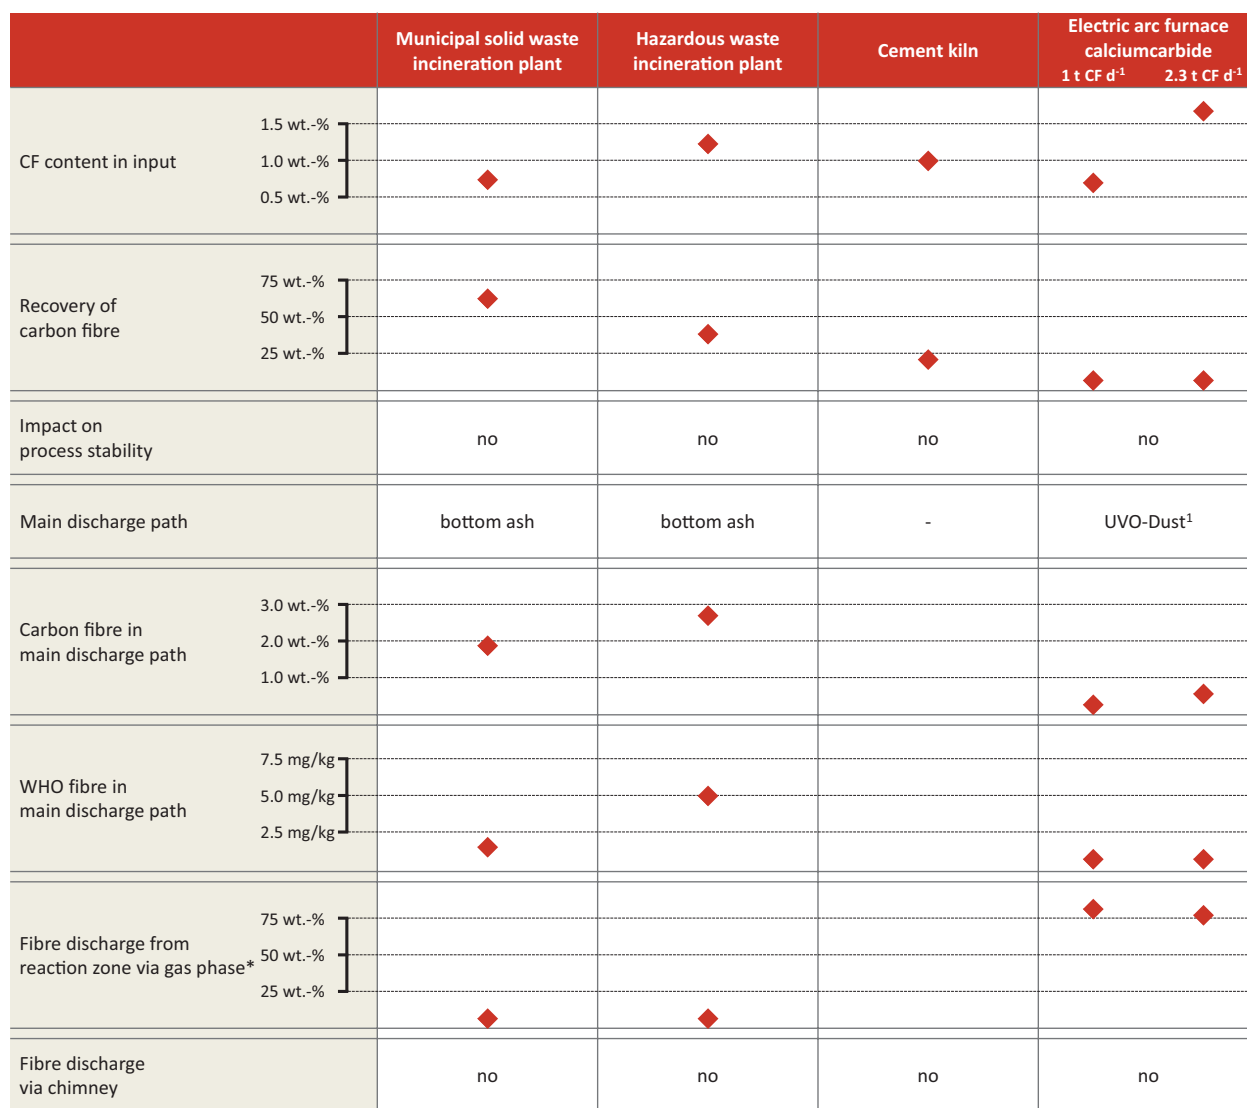 Municipal solid waste
incineration plant
Hazardous waste
incineration plant
Cement kiln
Electric arc furnace
calciumcarbide
1 t CF d⁻¹ 2.3 t CF d⁻¹
CF content in input
1.5 wt.-%
1.0 wt.-%
0.5 wt.-%
Recovery of
carbon fibre
75 wt.-%
50 wt.-%
25 wt.-%
Impact on
process stability
no
no
no
no
Main discharge path
bottom ash
bottom ash
-
UVO-Dust¹
Carbon fibre in
main discharge path
3.0 wt.-%
2.0 wt.-%
1.0 wt.-%
WHO fibre in
main discharge path
7.5 mg/kg
5.0 mg/kg
2.5 mg/kg
Fibre discharge from
reaction zone via gas phase*
75 wt.-%
50 wt.-%
25 wt.-%
Fibre discharge
via chimney
no
no
no
no